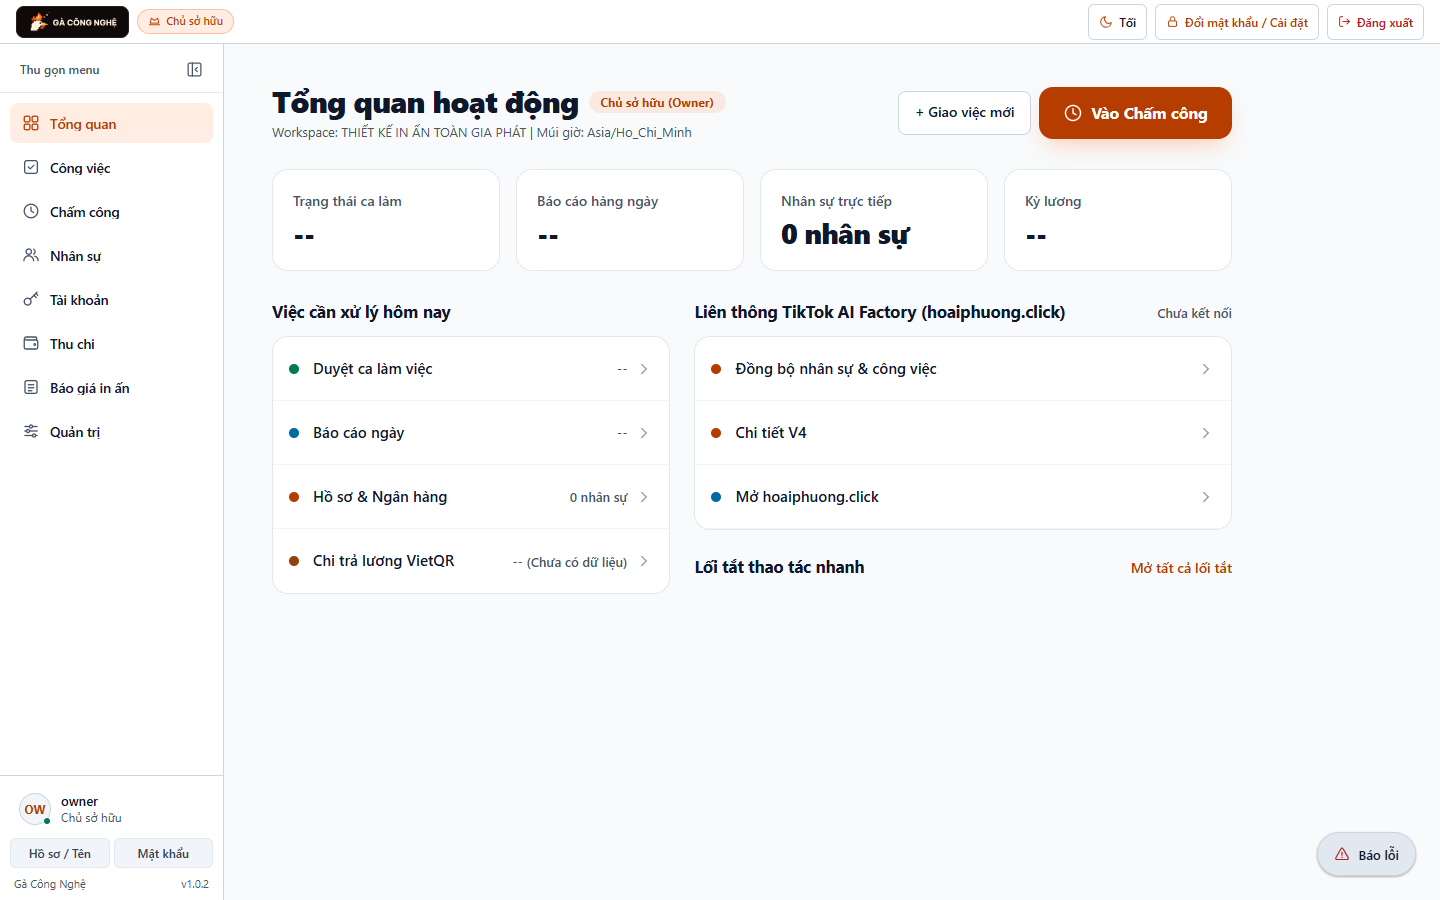 GÀ CÔNG NGHỆ
Chủ sở hữu
Tối
Đổi mật khẩu / Cài đặt
Đăng xuất
Thu gọn menu
Tổng quan
Công việc
Chấm công
Nhân sự
Tài khoản
Thu chi
Báo giá in ấn
Quản trị
Tổng quan hoạt động
Chủ sở hữu (Owner)
Workspace: THIẾT KẾ IN ẤN TOÀN GIA PHÁT | Múi giờ: Asia/Ho_Chi_Minh
+ Giao việc mới
Vào Chấm công
Trạng thái ca làm
--
Báo cáo hàng ngày
--
Nhân sự trực tiếp
0 nhân sự
Kỳ lương
--
Việc cần xử lý hôm nay
Duyệt ca làm việc --
Báo cáo ngày --
Hồ sơ & Ngân hàng 0 nhân sự
Chi trả lương VietQR -- (Chưa có dữ liệu)
Liên thông TikTok AI Factory (hoaiphuong.click) Chưa kết nối
Đồng bộ nhân sự & công việc
Chi tiết V4
Mở hoaiphuong.click
Lối tắt thao tác nhanh Mở tất cả lối tắt
OW
owner
Chủ sở hữu
Hồ sơ / Tên
Mật khẩu
Gà Công Nghệ v1.0.2
Báo lỗi